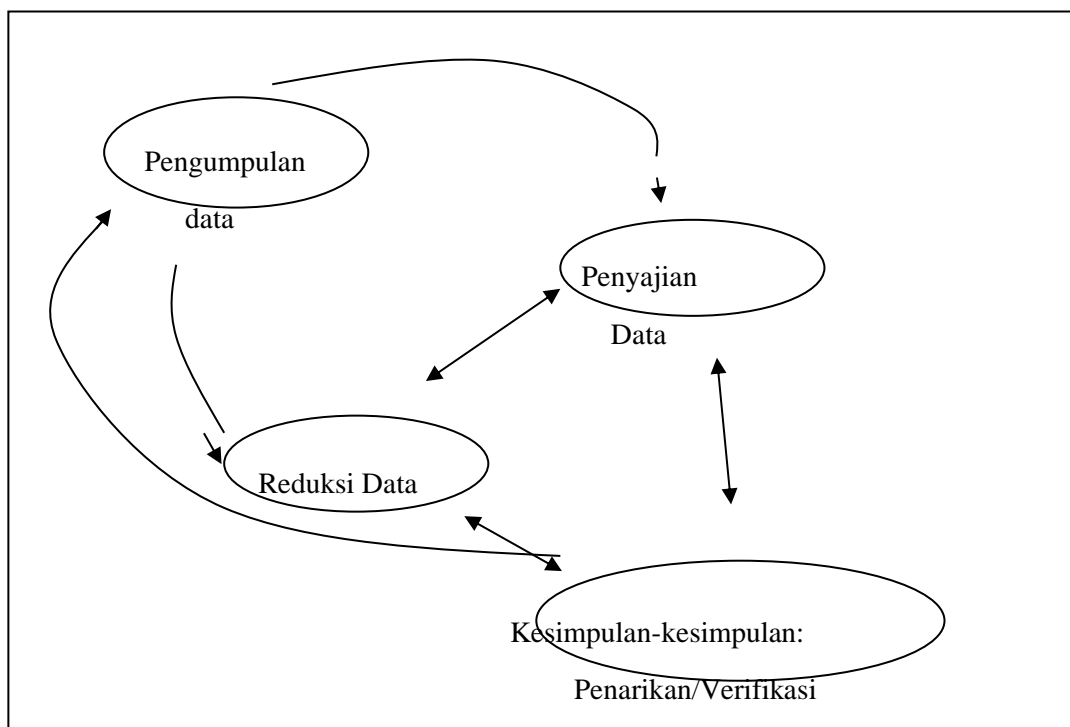 Pengumpulan
data
Penyajian
Data
Reduksi Data
Kesimpulan-kesimpulan:
Penarikan/Verifikasi